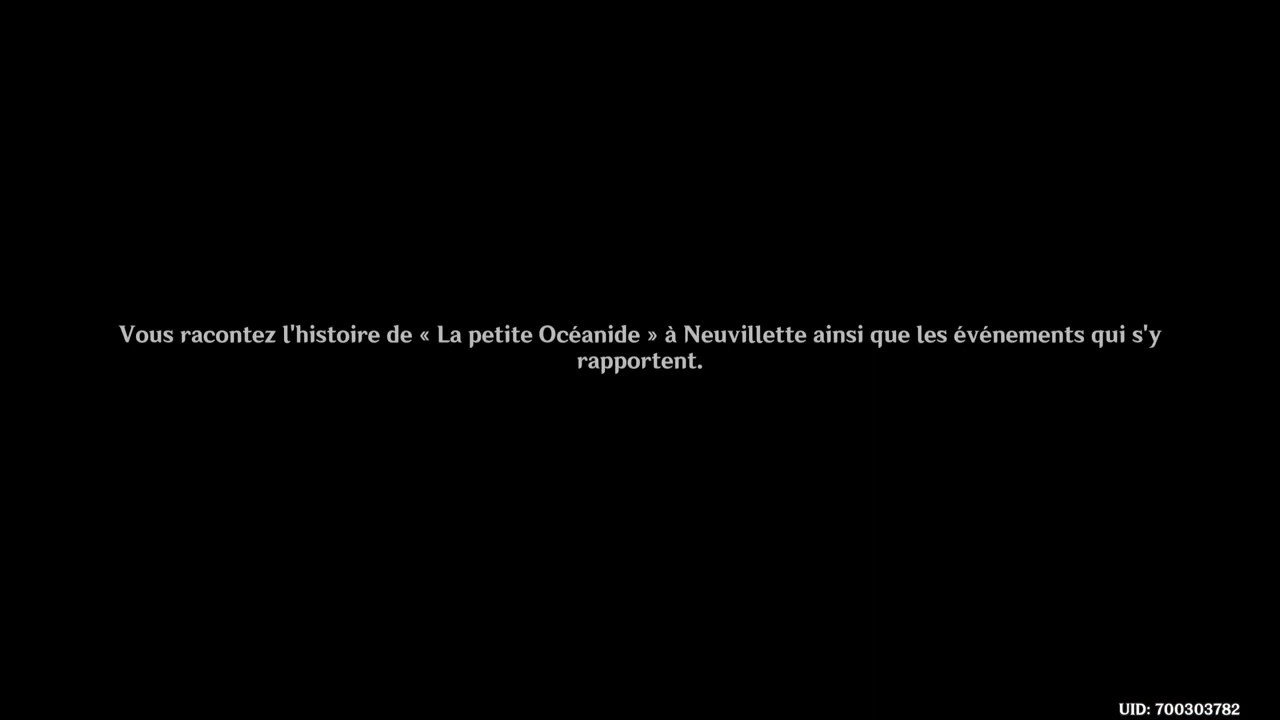 Vous racontez l'histoire de « La petite Océanide » à Neuvillette ainsi que les événements qui s'y
rapportent.
UID: 700303782